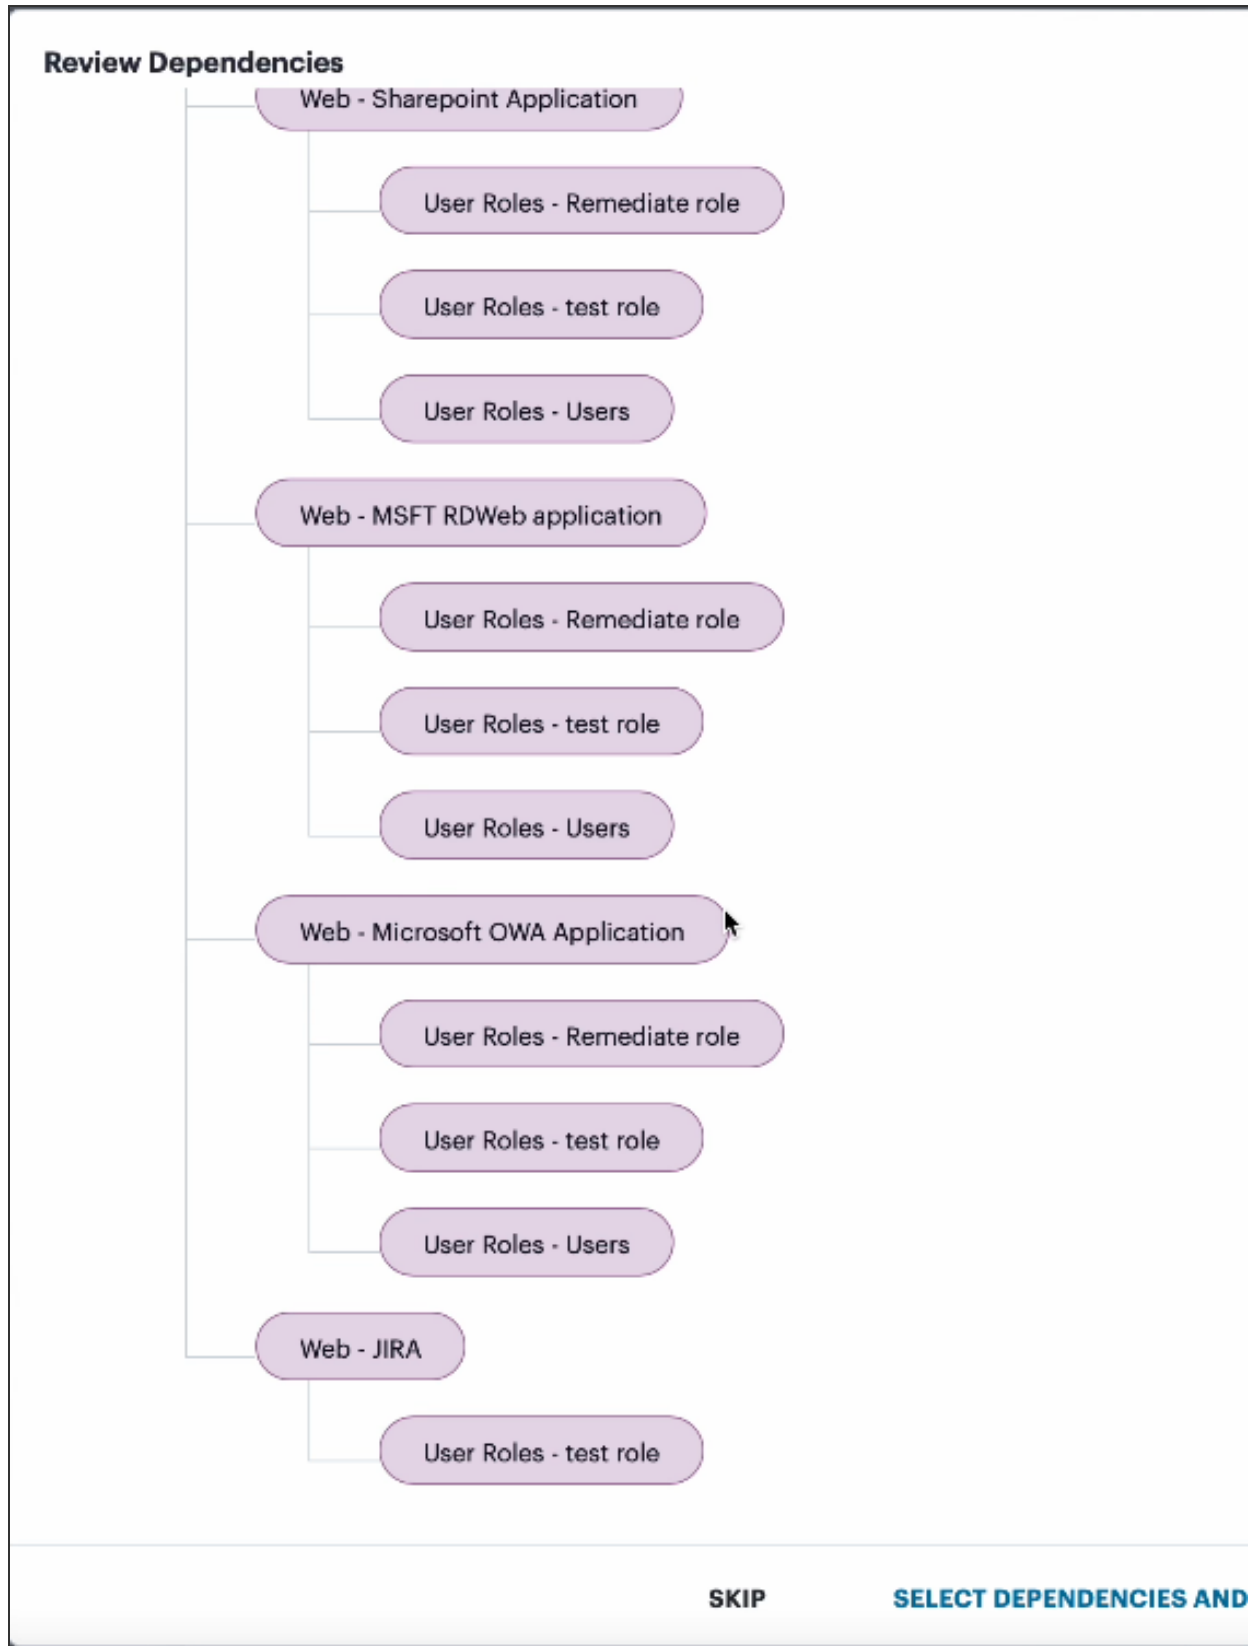 Review Dependencies
Web - Sharepoint Application
User Roles - Remediate role
User Roles - test role
User Roles - Users
Web - MSFT RDWeb application
User Roles - Remediate role
User Roles - test role
User Roles - Users
Web - Microsoft OWA Application
User Roles - Remediate role
User Roles - test role
User Roles - Users
Web - JIRA
User Roles - test role
SKIP SELECT DEPENDENCIES AND